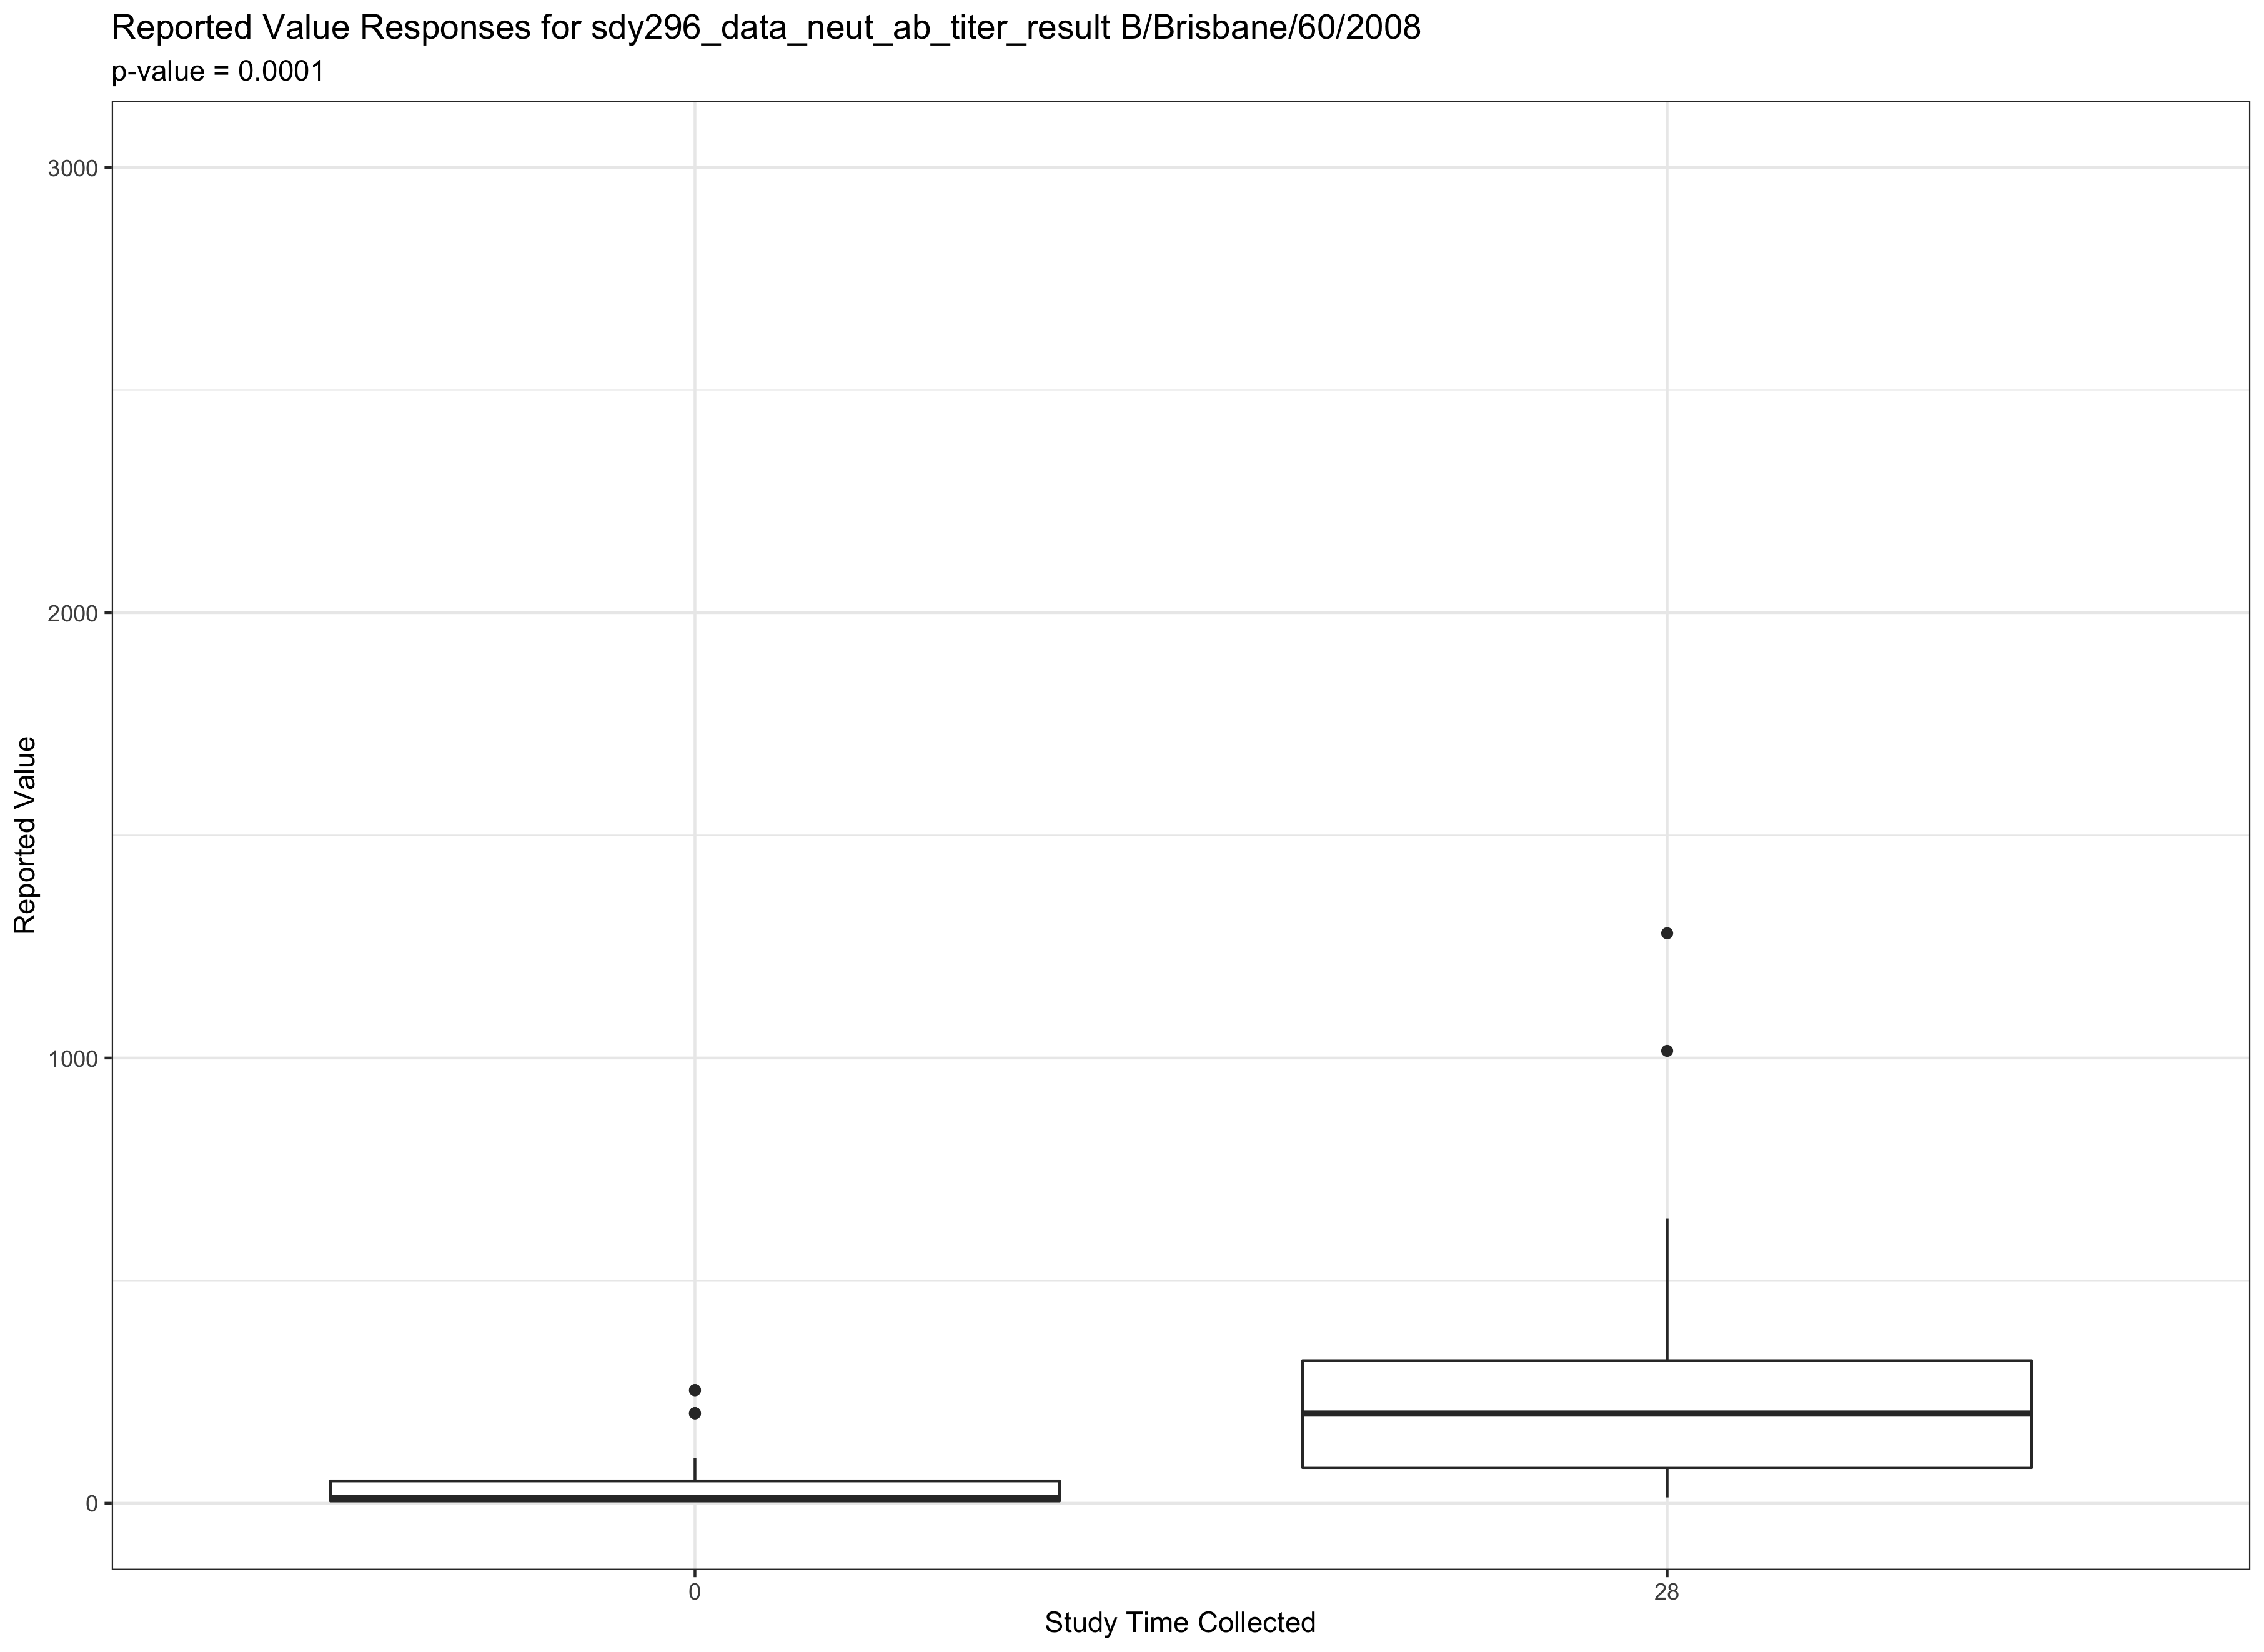 Reported Value Responses for sdy296_data_neut_ab_titer_result B/Brisbane/60/2008
p-value = 0.0001
3000
2000
1000
0
Reported Value
0
28
Study Time Collected